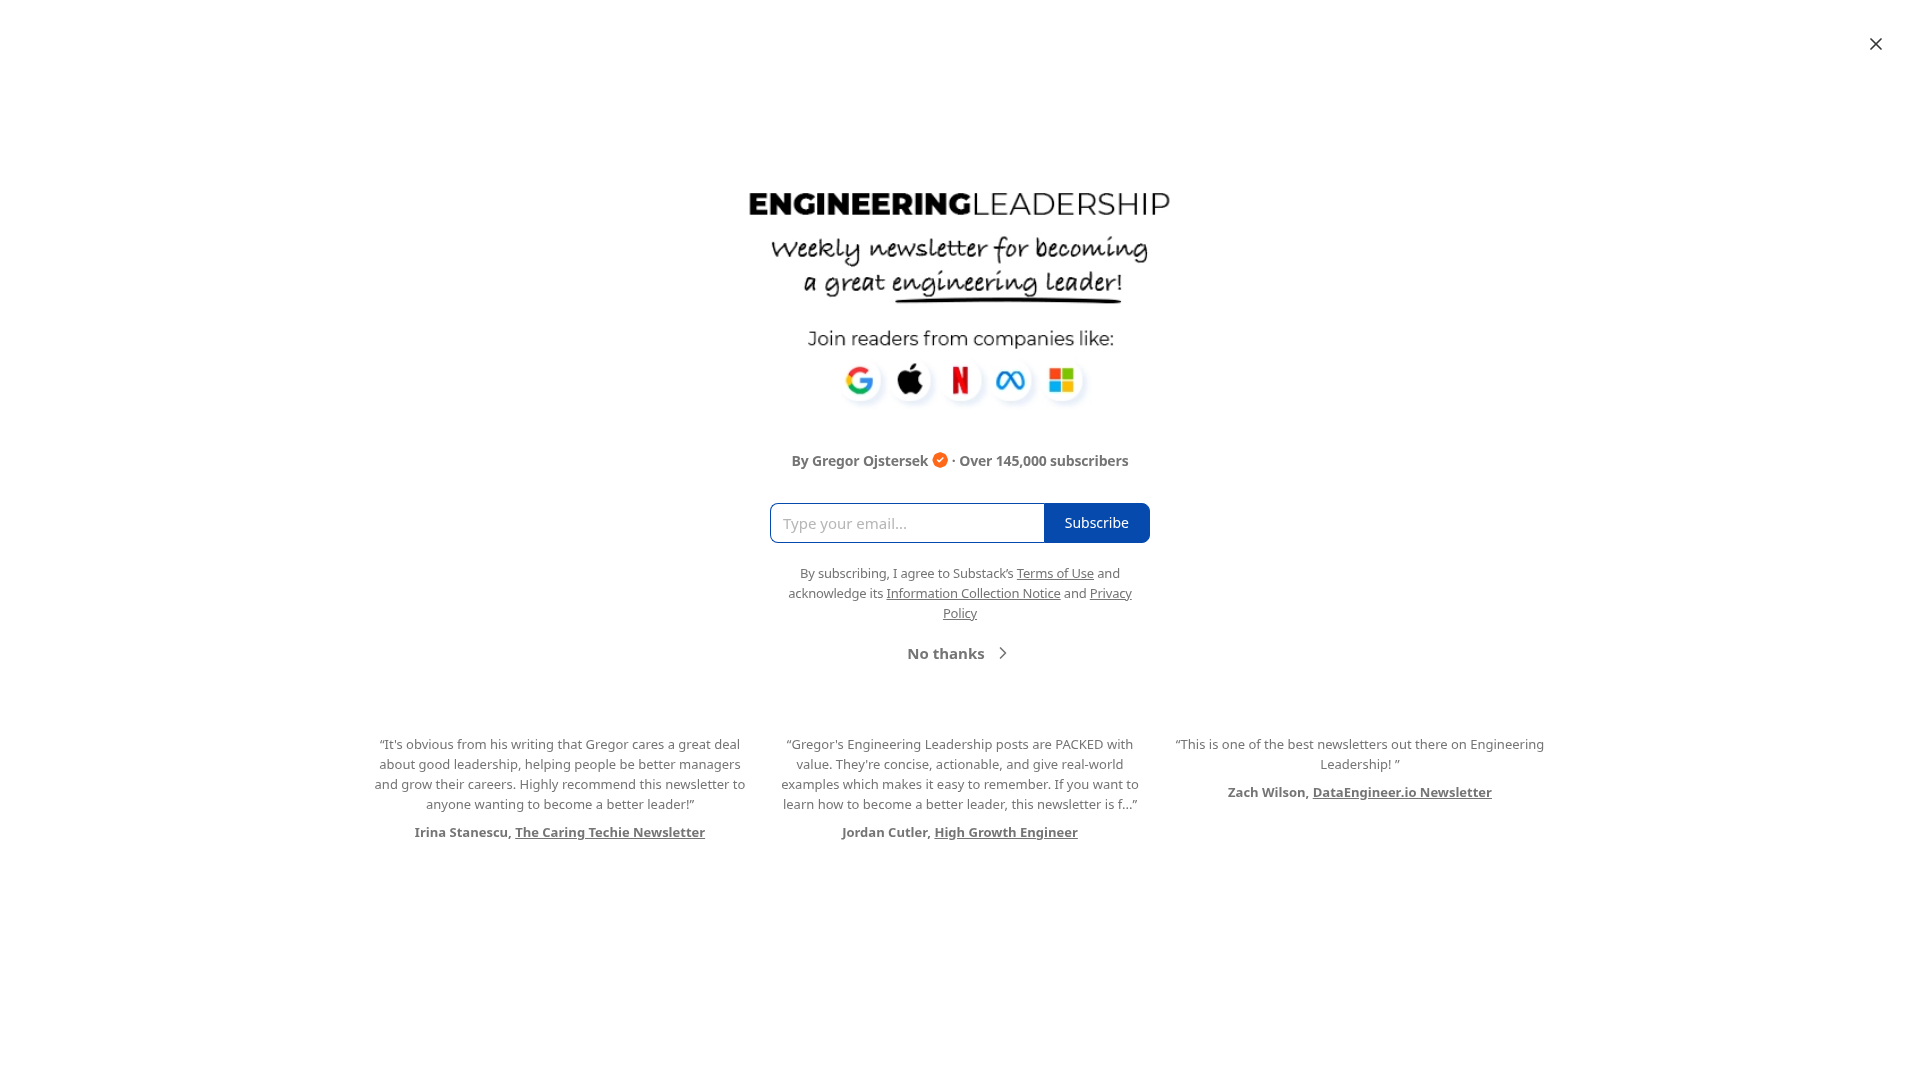 ENGINEERINGLEADERSHIP
Weekly newsletter for becoming
a great engineering leader!
Join readers from companies like:
By Gregor Ojstersek · Over 145,000 subscribers
Type your email...
Subscribe
By subscribing, I agree to Substack’s Terms of Use and
acknowledge its Information Collection Notice and Privacy
Policy
No thanks
“It's obvious from his writing that Gregor cares a great deal
about good leadership, helping people be better managers
and grow their careers. Highly recommend this newsletter to
anyone wanting to become a better leader!”
Irina Stanescu, The Caring Techie Newsletter
“Gregor's Engineering Leadership posts are PACKED with
value. They're concise, actionable, and give real-world
examples which makes it easy to remember. If you want to
learn how to become a better leader, this newsletter is f…”
Jordan Cutler, High Growth Engineer
“This is one of the best newsletters out there on Engineering
Leadership! ”
Zach Wilson, DataEngineer.io Newsletter